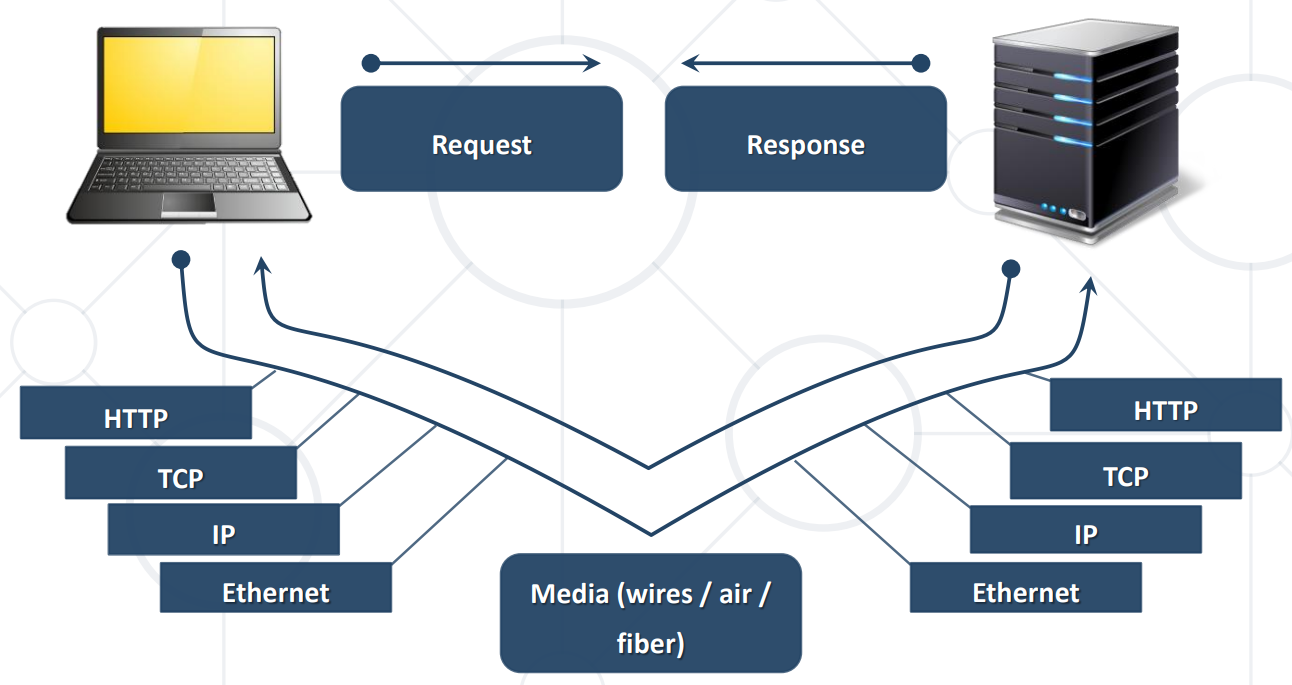 Request
Response
HTTP
TCP
IP
Ethernet
HTTP
TCP
IP
Ethernet
Media (wires / air /
fiber)